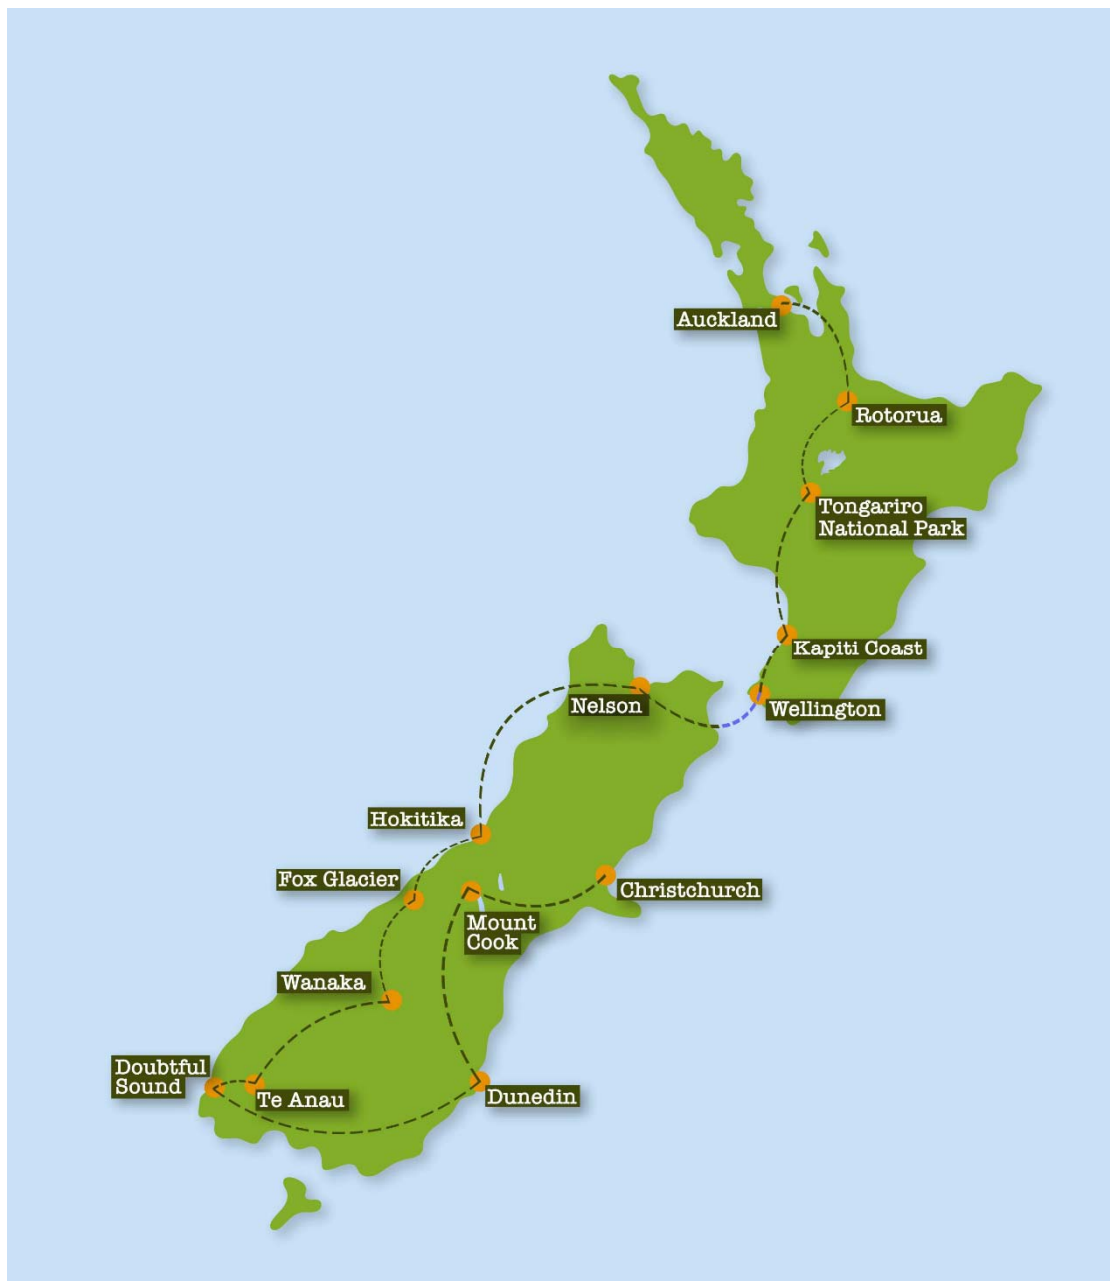 Auckland
Rotorua
Tongariro
National Park
Kapiti Coast
Nelson
Wellington
Hokitika
Fox Glacier
Christchurch
Mount
Cook
Wanaka
Doubtful
Sound
Te Anau
Dunedin